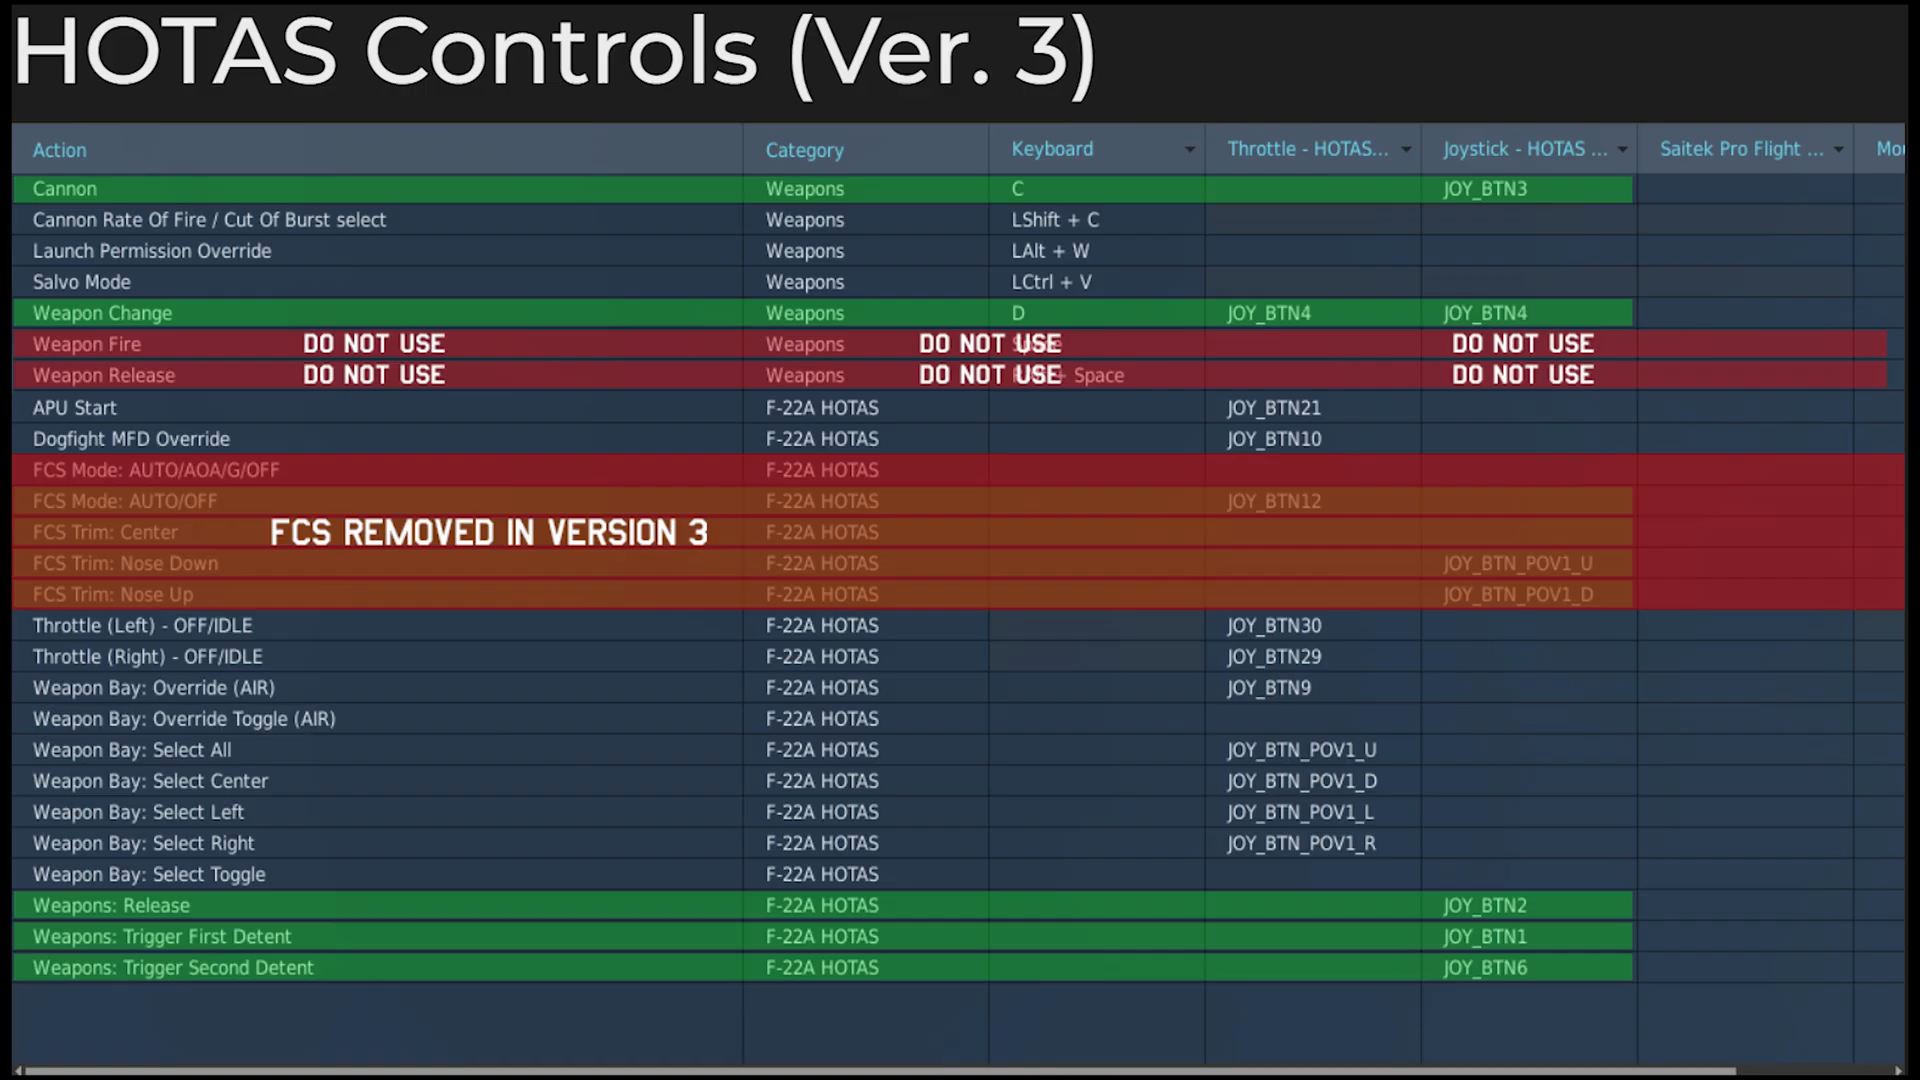 HOTAS Controls (Ver. 3)
Action Category Keyboard Throttle - HOTAS... Joystick - HOTAS ... Saitek Pro Flight ...
Cannon Weapons C JOY_BTN3
Cannon Rate Of Fire / Cut Of Burst select Weapons LShift + C
Launch Permission Override Weapons LAlt + W
Salvo Mode Weapons LCtrl + V
Weapon Change Weapons D JOY_BTN4 JOY_BTN4
Weapon Fire DO NOT USE Weapons DO NOT USE DO NOT USE
Weapon Release DO NOT USE Weapons DO NOT USE + Space DO NOT USE
APU Start F-22A HOTAS JOY_BTN21
Dogfight MFD Override F-22A HOTAS JOY_BTN10
FCS Mode: AUTO/AOA/G/OFF F-22A HOTAS
FCS Mode: AUTO/OFF F-22A HOTAS JOY_BTN12
FCS Trim: Center FCS REMOVED IN VERSION 3 F-22A HOTAS
FCS Trim: Nose Down F-22A HOTAS JOY_BTN_POV1_U
FCS Trim: Nose Up F-22A HOTAS JOY_BTN_POV1_D
Throttle (Left) - OFF/IDLE F-22A HOTAS JOY_BTN30
Throttle (Right) - OFF/IDLE F-22A HOTAS JOY_BTN29
Weapon Bay: Override (AIR) F-22A HOTAS JOY_BTN9
Weapon Bay: Override Toggle (AIR) F-22A HOTAS
Weapon Bay: Select All F-22A HOTAS JOY_BTN_POV1_U
Weapon Bay: Select Center F-22A HOTAS JOY_BTN_POV1_D
Weapon Bay: Select Left F-22A HOTAS JOY_BTN_POV1_L
Weapon Bay: Select Right F-22A HOTAS JOY_BTN_POV1_R
Weapon Bay: Select Toggle F-22A HOTAS
Weapons: Release F-22A HOTAS JOY_BTN2
Weapons: Trigger First Detent F-22A HOTAS JOY_BTN1
Weapons: Trigger Second Detent F-22A HOTAS JOY_BTN6